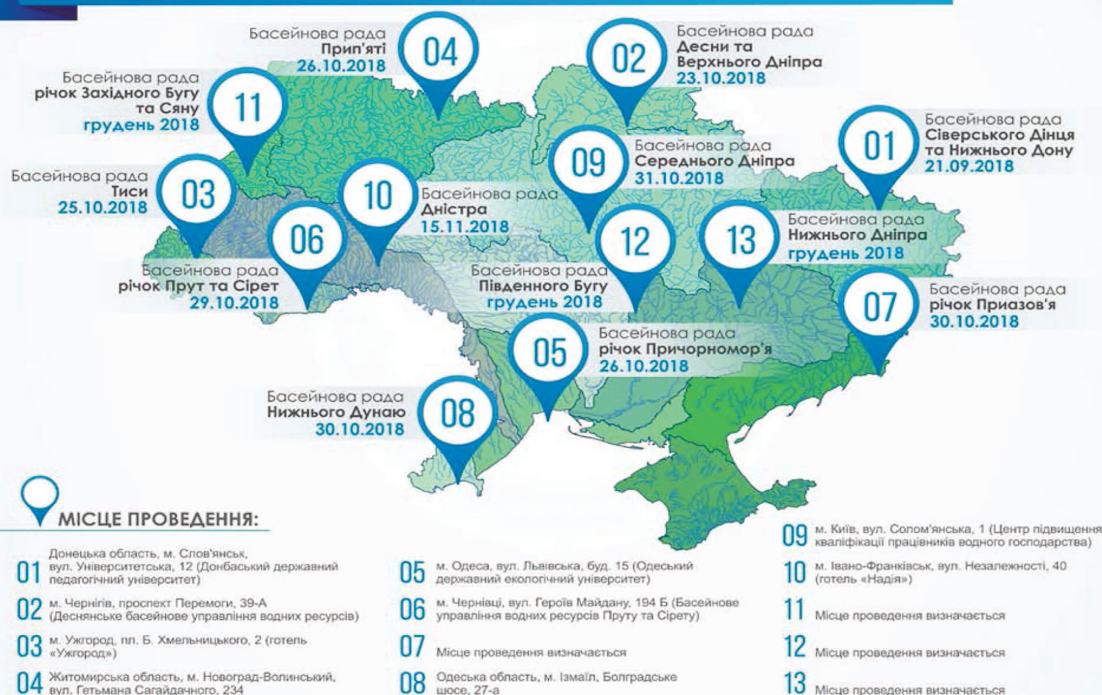 Басейнова рада
Прип'яті
26.10.2018
04
Басейнова рада
Десни та
Верхнього Дніпра
23.10.2018
02
Басейнова рада
річок Західного Бугу
та Сяну
грудень 2018
11
Басейнова рада
Сіверського Дінця
та Нижнього Дону
21.09.2018
01
Басейнова рада
Середнього Дніпра
31.10.2018
09
Басейнова рада
Тиси
25.10.2018
03
Басейнова рада
Дністра
15.11.2018
10
Басейнова рада
річок Прут та Сірет
29.10.2018
06
Басейнова рада
Південного Бугу
грудень 2018
12
Басейнова рада
Нижнього Дніпра
грудень 2018
13
Басейнова рада
річок Приазов'я
30.10.2018
07
Басейнова рада
річок Причорномор'я
26.10.2018
05
Басейнова рада
Нижнього Дунаю
30.10.2018
08
МІСЦЕ ПРОВЕДЕННЯ:
01
Донецька область, м. Слов'янськ,
вул. Університетська, 12 (Донбаський державний
педагогічний університет)
02
м. Чернігів, проспект Перемоги, 39-А
(Деснянське басейнове управління водних ресурсів)
03
м. Ужгород, пл. Б. Хмельницького, 2 (готель
«Ужгород»)
04
Житомирська область, м. Новоград-Волинський,
вул. Гетьмана Сагайдачного, 234
05
м. Одеса, вул. Львівська, буд. 15 (Одеський
державний екологічний університет)
06
м. Чернівці, вул. Героїв Майдану, 194 Б (Басейнове
управління водних ресурсів Пруту та Сірету)
07
Місце проведення визначається
08
Одеська область, м. Ізмаїл, Болградське
шосе, 27-а
09
м. Київ, вул. Солом'янська, 1 (Центр підвищення
кваліфікації працівників водного господарства)
10
м. Івано-Франківськ, вул. Незалежності, 40
(готель «Надія»)
11
Місце проведення визначається
12
Місце проведення визначається
13
Місце проведення визначається